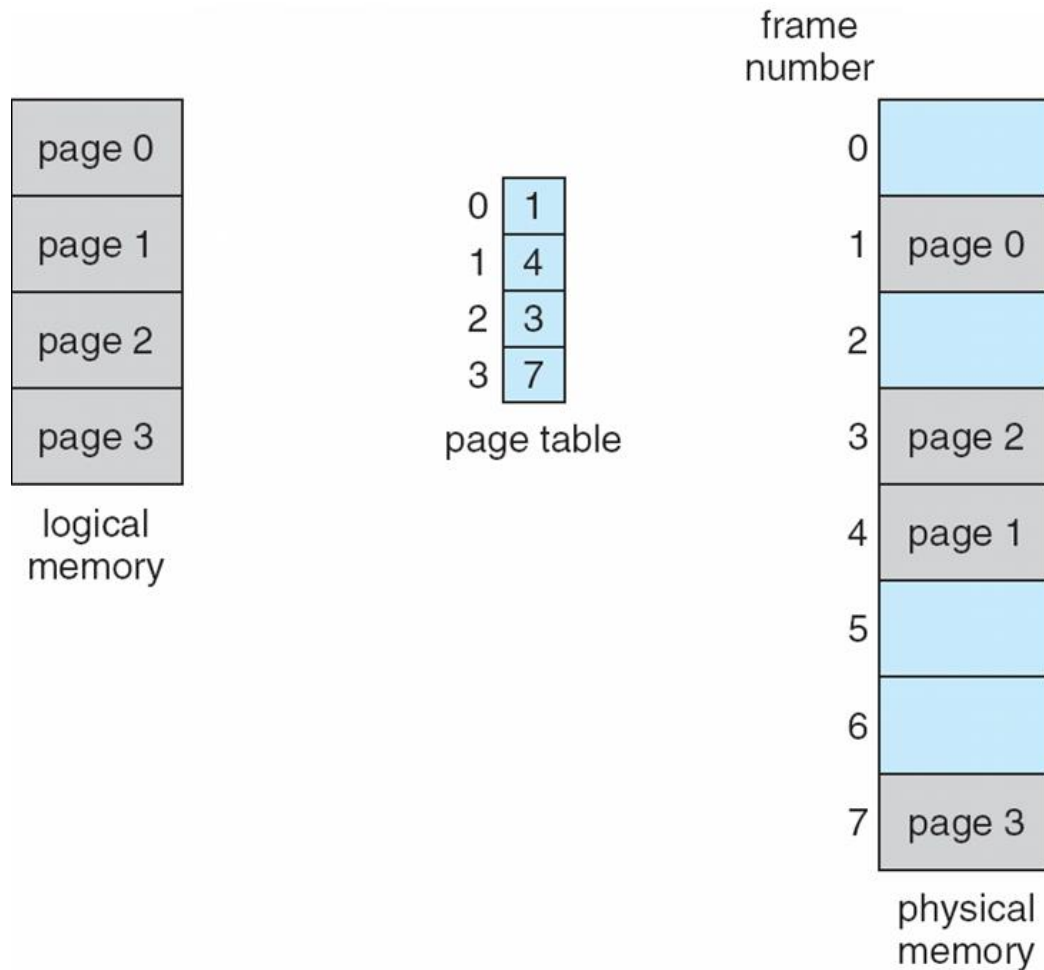 page 0
page 1
page 2
page 3
logical
memory
0 1
1 4
2 3
3 7
page table
frame
number
0
1 page 0
2
3 page 2
4 page 1
5
6
7 page 3
physical
memory